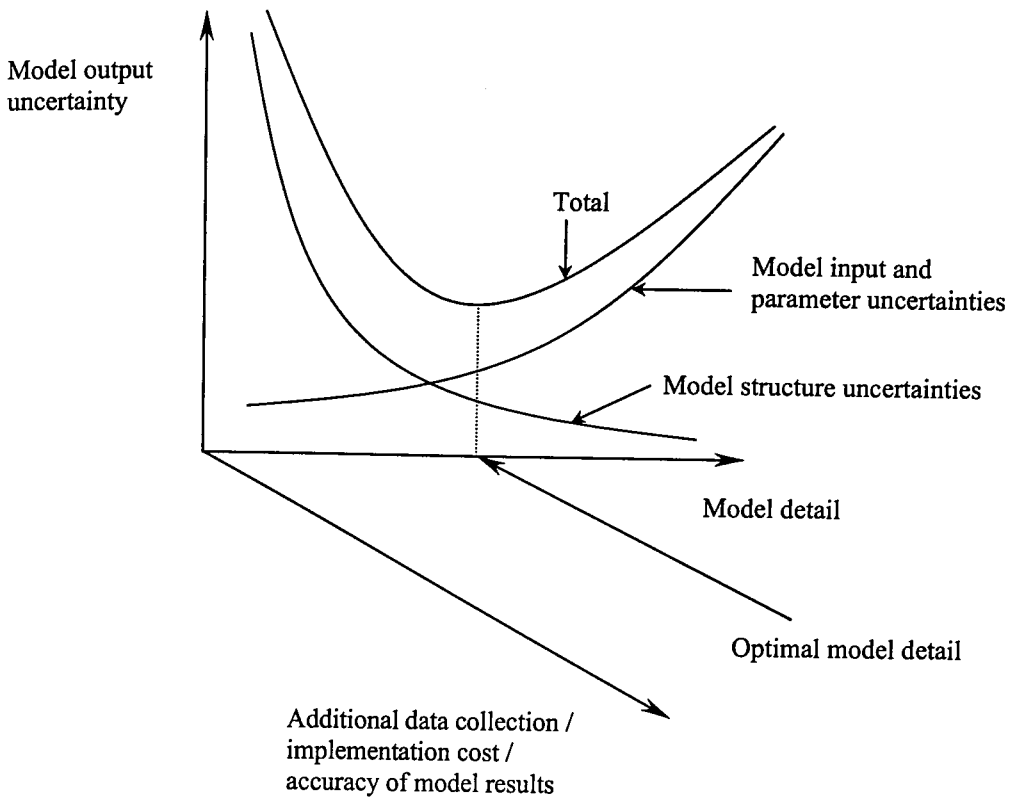 Model output
uncertainty
Total
Model input and
parameter uncertainties
Model structure uncertainties
Model detail
Optimal model detail
Additional data collection /
implementation cost /
accuracy of model results